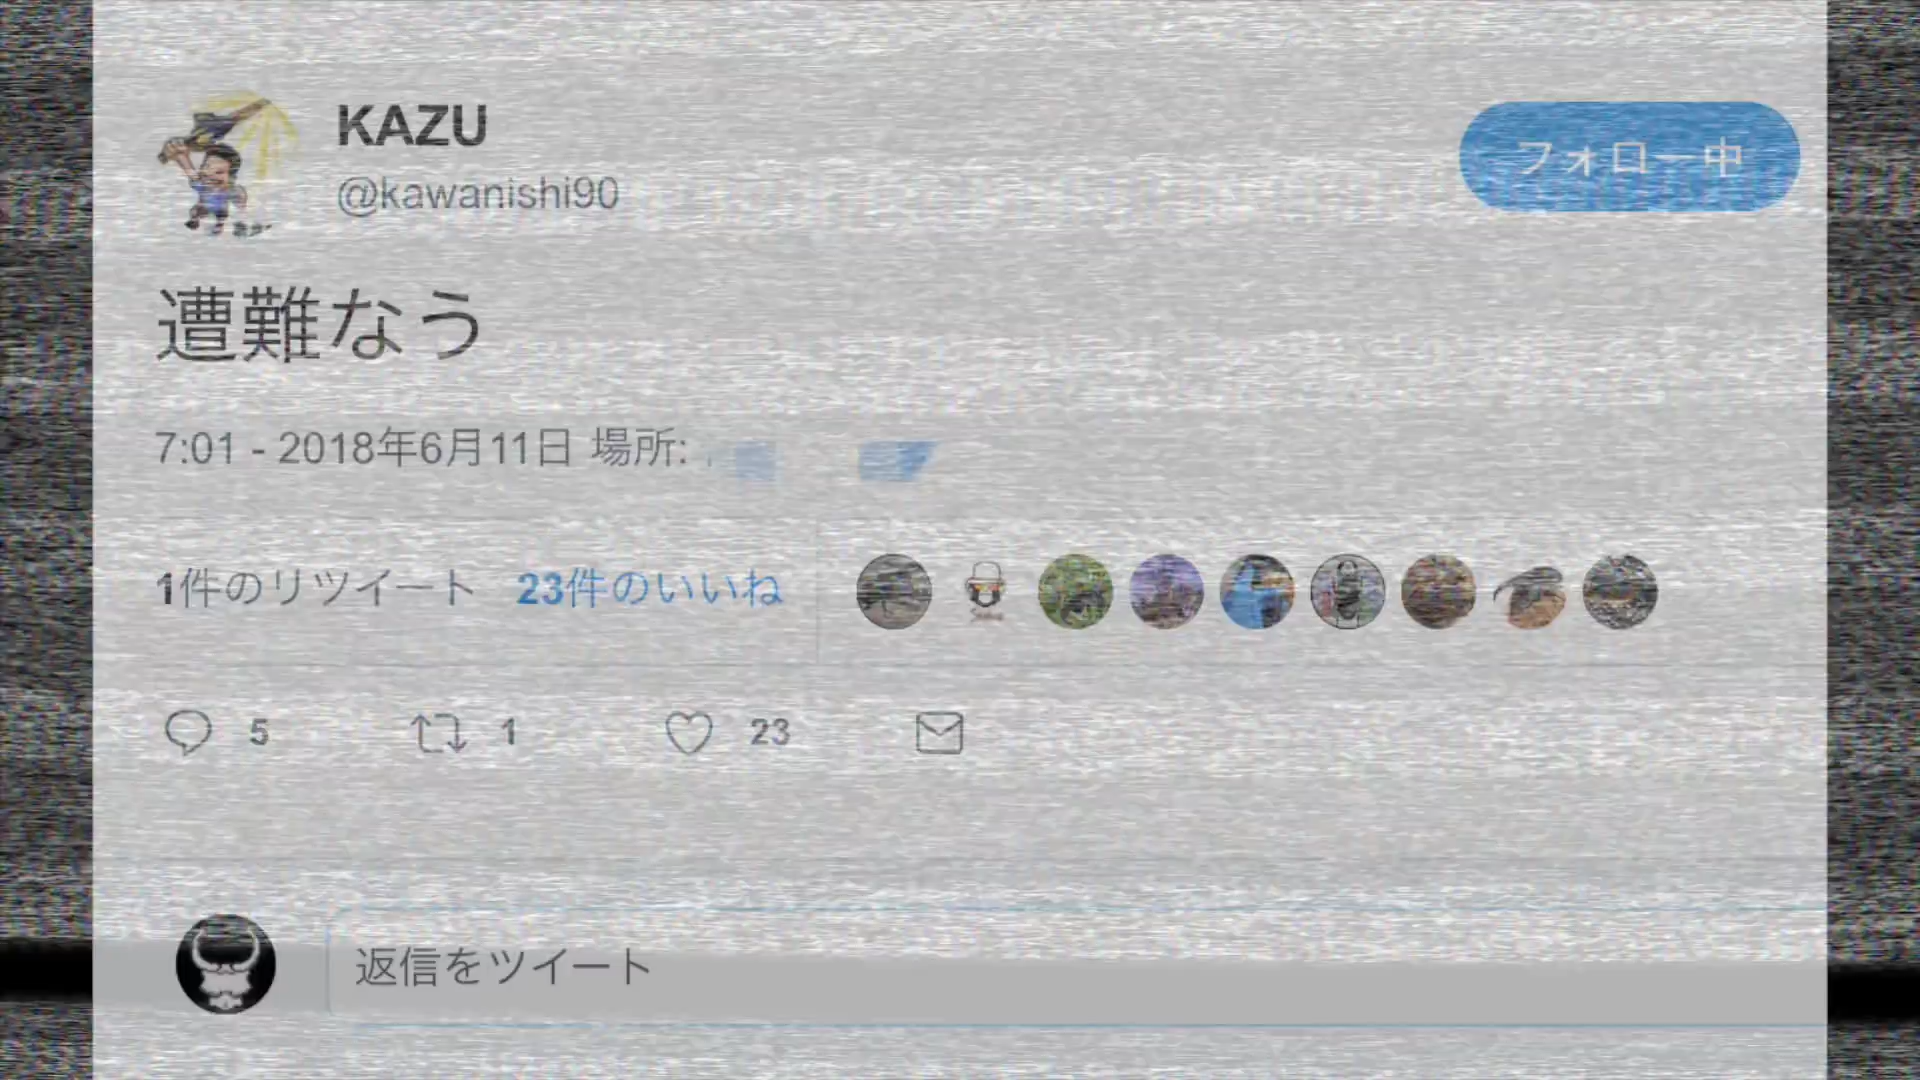 KAZU
@kawanishi90
フォロー中
遭難なう
7:01 - 2018年6月11日 場所:
1件のリツイート 23件のいいね
5 1 23
返信をツイート